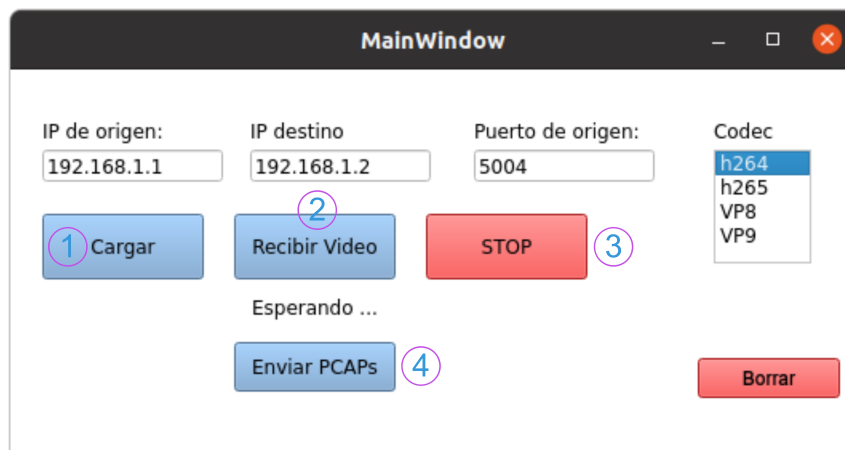 MainWindow
IP de origen:
IP destino
Puerto de origen:
Codec
192.168.1.1
192.168.1.2
5004
h264
h265
VP8
VP9
1 Cargar
2
Recibir Video
STOP 3
Esperando ...
Enviar PCAPs 4
Borrar